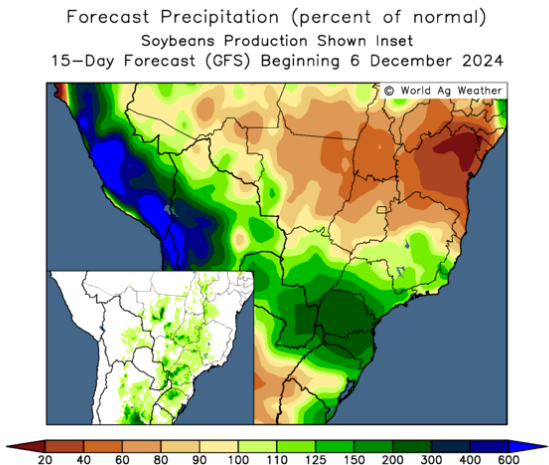 Forecast Precipitation (percent of normal)
Soybeans Production Shown Inset
15-Day Forecast (GFS) Beginning 6 December 2024
© World Ag Weather
20 40 60 80 90 100 110 125 150 200 300 400 600